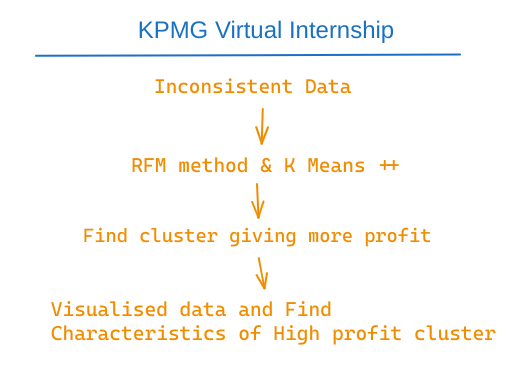 KPMG Virtual Internship
Inconsistent Data
RFM method & K Means ++
Find cluster giving more profit
Visualised data and Find
Characteristics of High profit cluster